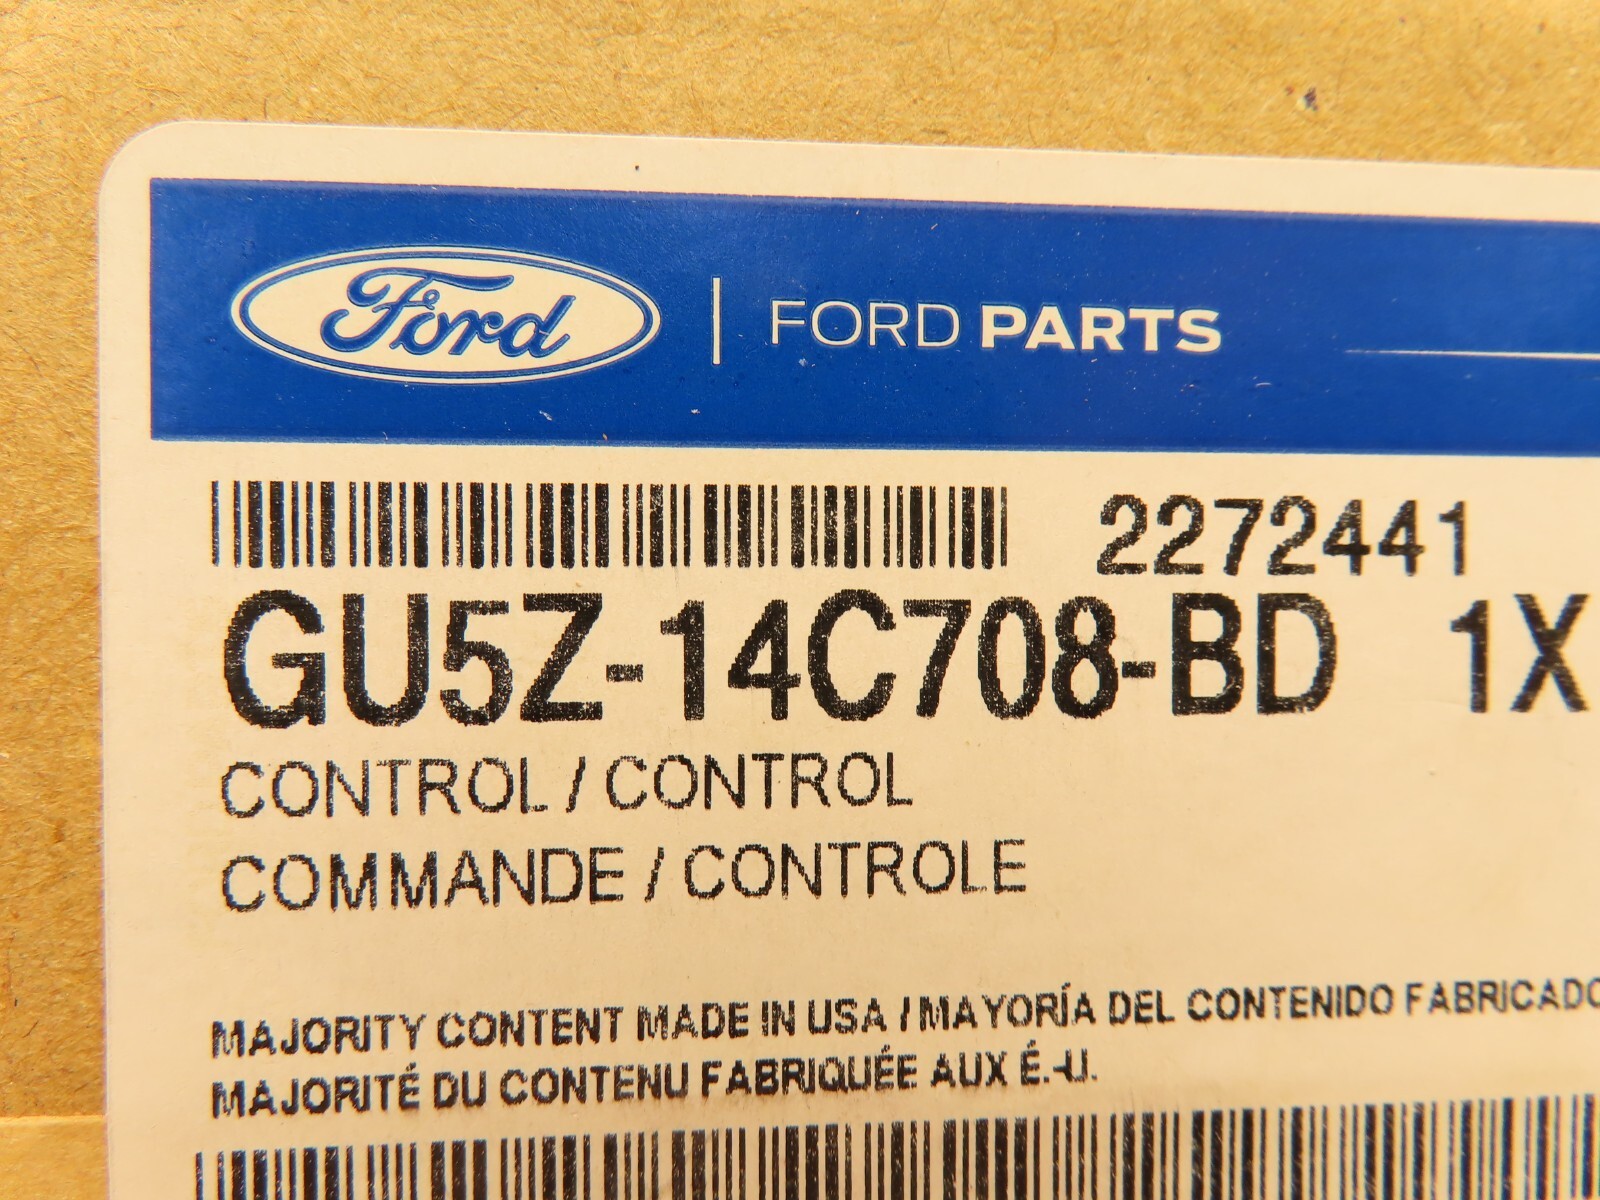 Ford | FORD PARTS
2272441
GU5Z-14C708-BD 1X
CONTROL / CONTROL
COMMANDE / CONTROLE
MAJORITY CONTENT MADE IN USA / MAYORÍA DEL CONTENIDO FABRICADO
MAJORITÉ DU CONTENU FABRIQUÉE AUX É.-U.